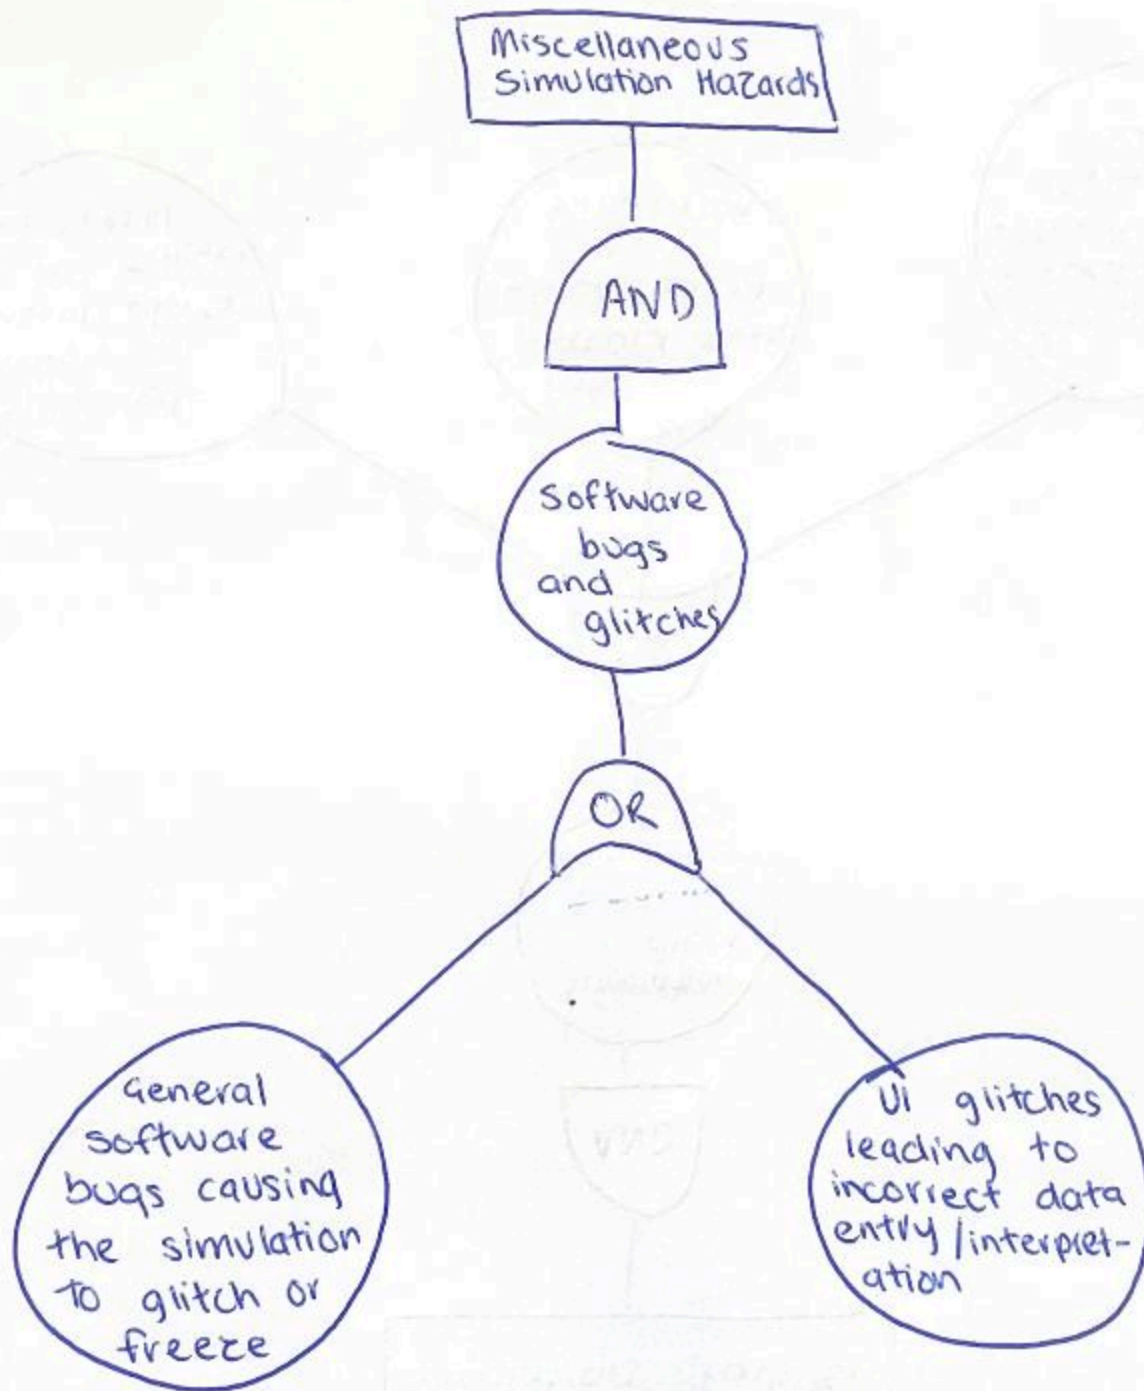 Miscellaneous
Simulation Hazards
AND
Software
bugs
and
glitches
OR
General
software
bugs causing
the simulation
to glitch or
freeze
UI glitches
leading to
incorrect data
entry/interpret-
ation